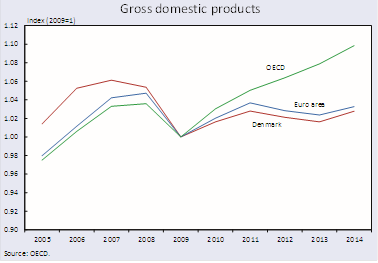 Gross domestic products
Index (2009=1)
1.12
1.10
1.08
1.06
1.04
1.02
1.00
0.98
0.96
0.94
0.92
0.90
OECD
Euro area
Denmark
2005 2006 2007 2008 2009 2010 2011 2012 2013 2014
Source: OECD.